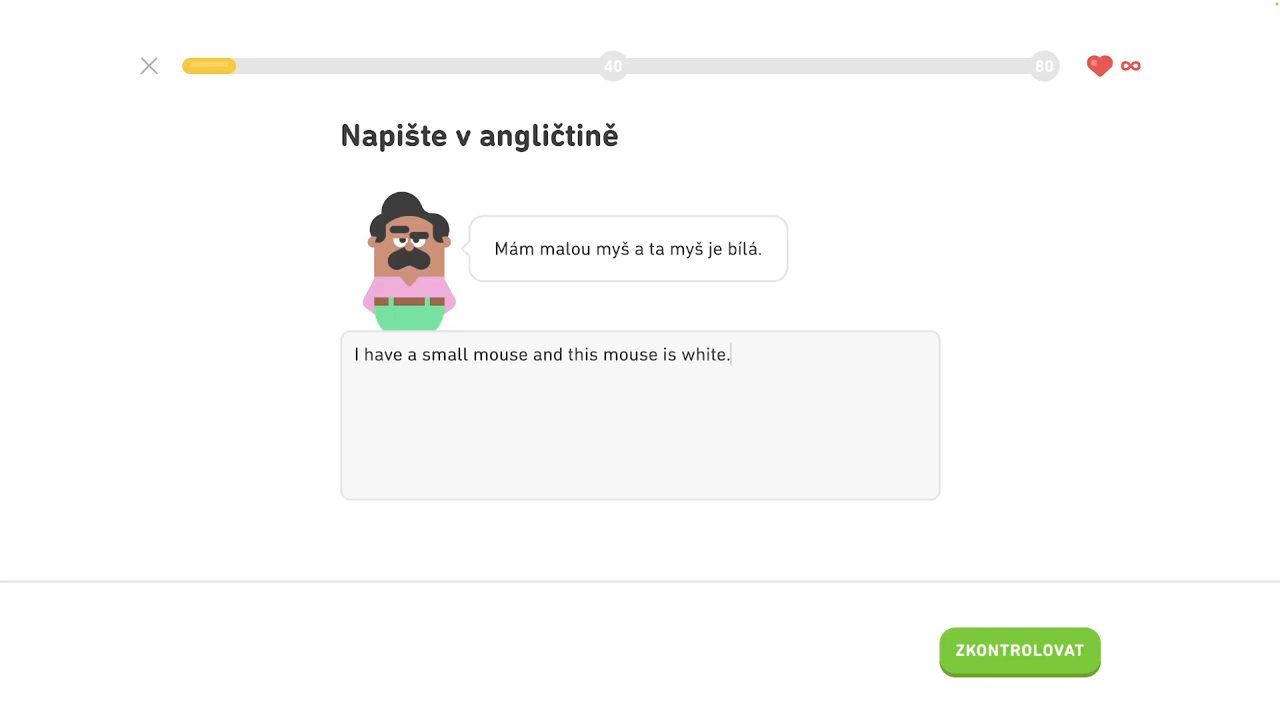 40
80
∞
Napište v angličtině
Mám malou myš a ta myš je bílá.
I have a small mouse and this mouse is white.
ZKONTROLOVAT